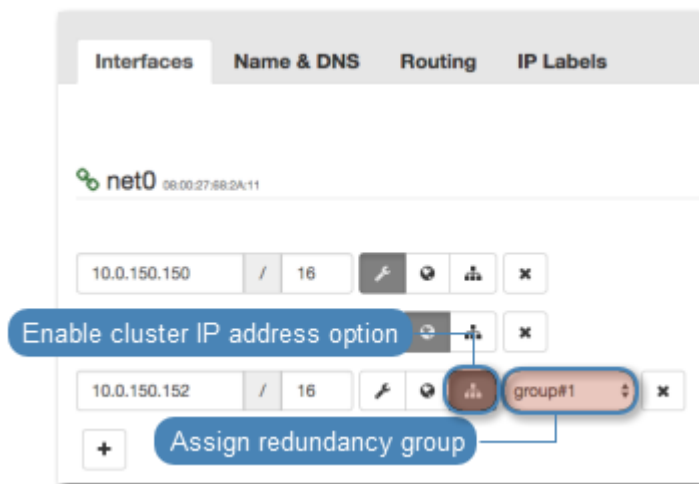 Interfaces Name & DNS Routing IP Labels
net0 08:00:27:68:2A:11
10.0.150.150 / 16
Enable cluster IP address option
10.0.150.152 / 16 group#1
Assign redundancy group